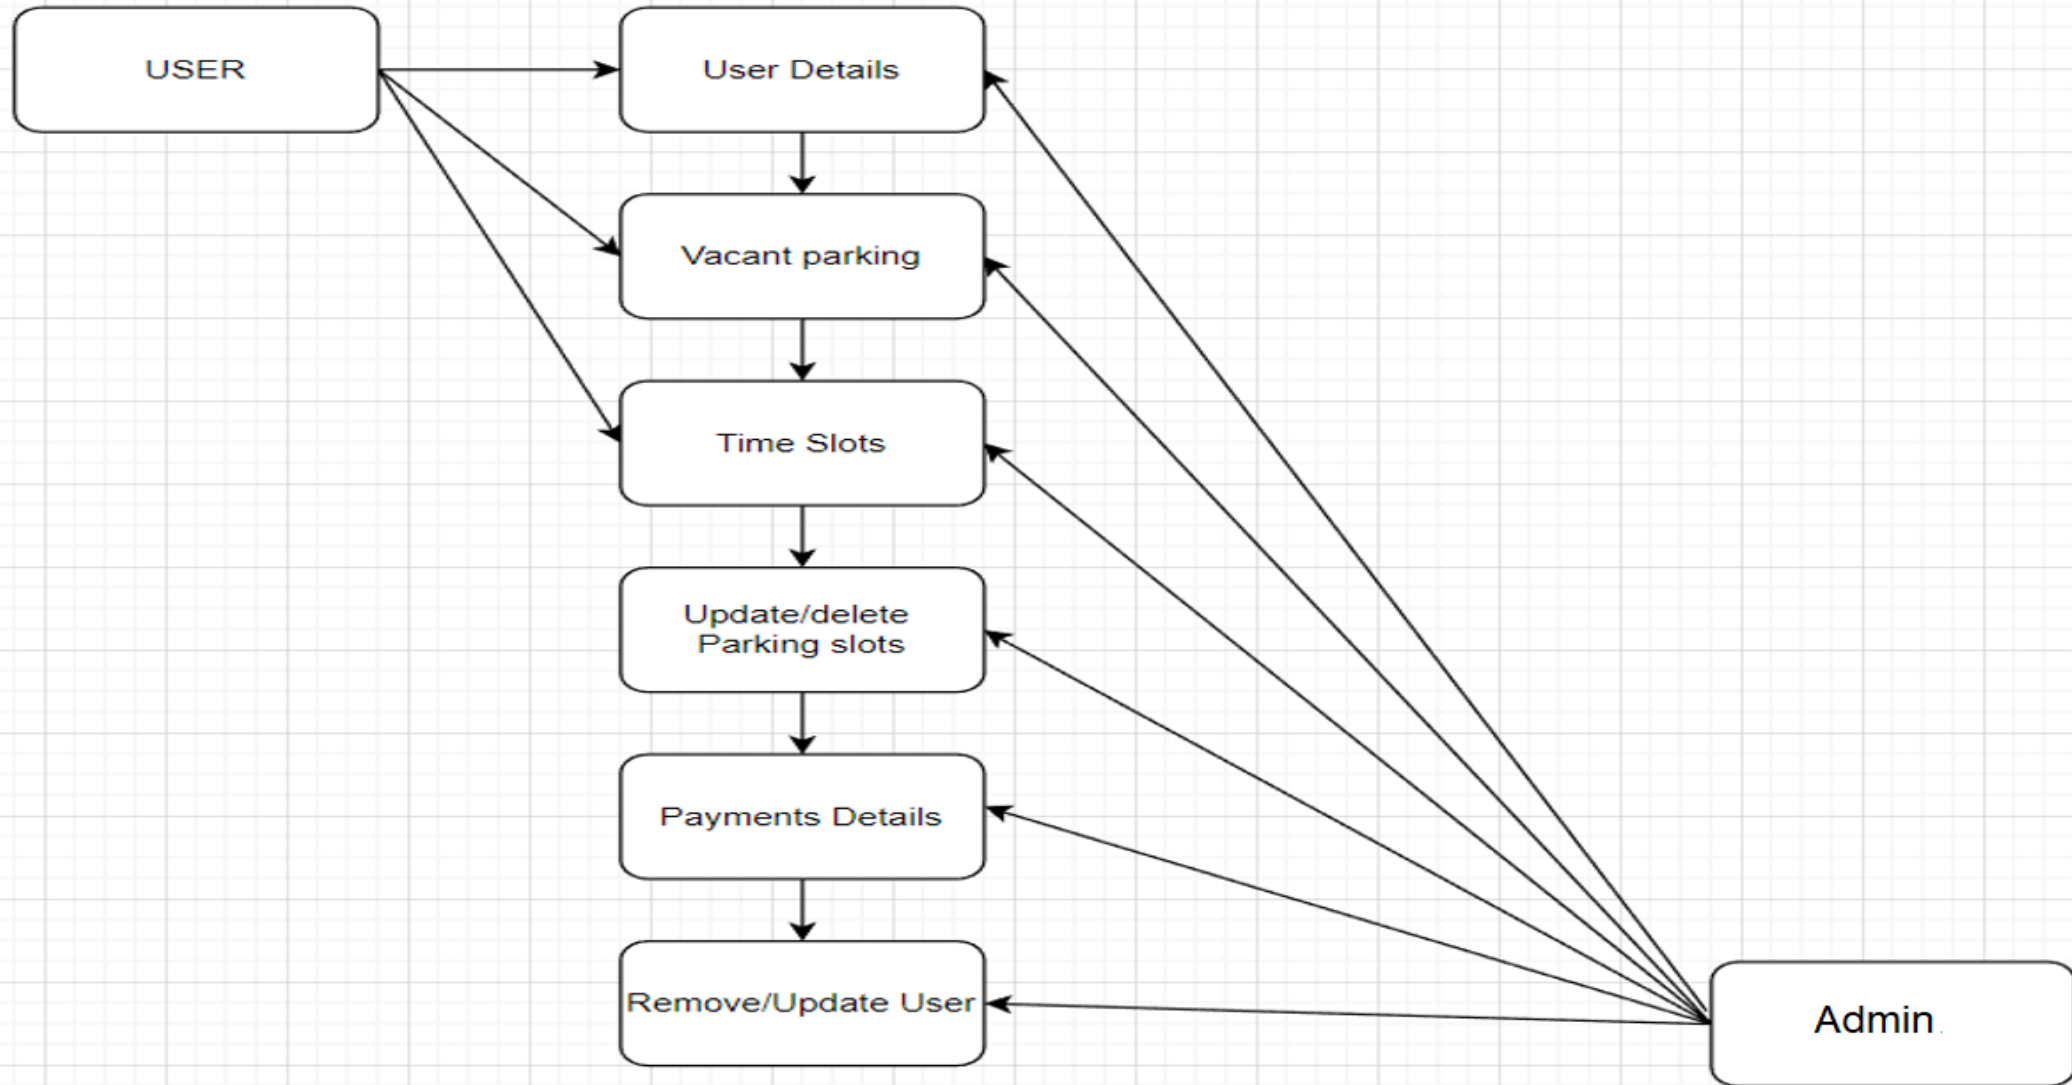 USER
User Details
Vacant parking
Time Slots
Update/delete
Parking slots
Payments Details
Remove/Update User
Admin